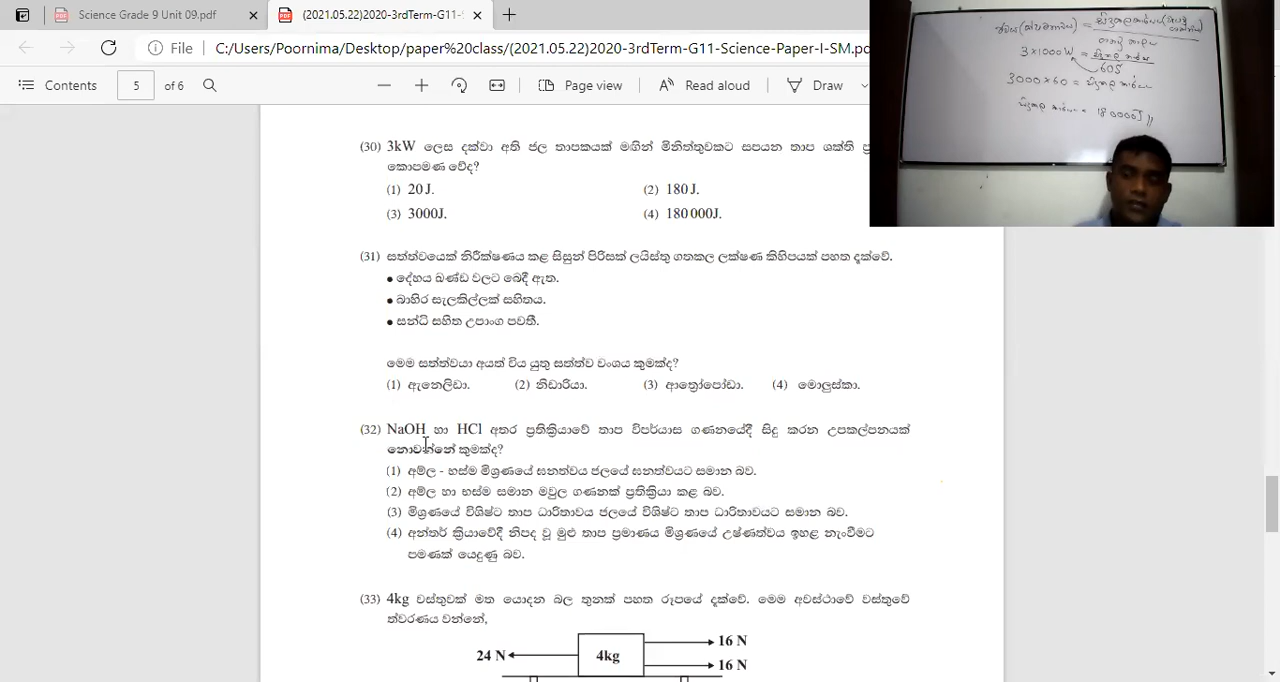 Science Grade 9 Unit 09.pdf
(2021.05.22)2020-3rdTerm-G11-S
File
C:/Users/Poornima/Desktop/part 20 class/(2021.05.22)2020-3rdTerm-G11-Science-Paper-I-SM.p
Contents
5
of 6
Page view
Read aloud
Draw
3 x 1000 W =
60S
3000 x 60 =
= 180000J //
(30) 3kW ලෙස දක්වා ඇති ජල තාපකයක් මඟින් මිනිත්තුවකට සපයන තාප ශක්ති
කොපමණ වේද?
(1) 20 J.
(2) 180 J.
(3) 3000J.
(4) 180 000J.
(31) සත්ත්වයෙක් නිරීක්ෂණය කළ සිසුන් පිරිසක් ලයිස්තු ගතකල ලක්ෂණ කිහිපයක් පහත දැක්වේ.
• දේහය ඛණ්ඩ වලට බෙදී ඇත.
• බාහිර සැලකිල්ලක් සහිතය.
• සන්ධි සහිත උපාංග පවතී.
මෙම සත්ත්වයා අයත් විය යුතු සත්ත්ව වංශය කුමක්ද?
(1) ඇනෙලිඩා.
(2) නිඩාරියා.
(3) ආත්‍රෝපෝඩා.
(4) මොලුස්කා.
(32) NaOH හා HCl අතර ප්‍රතික්‍රියාවේ තාප විපර්යාස ගණනයේදී සිදු කරන උපකල්පනයක්
නොවන්නේ කුමක්ද?
(1) අම්ල - භස්ම මිශ්‍රණයේ ඝනත්වය ජලයේ ඝනත්වයට සමාන බව.
(2) අම්ල හා භස්ම සමාන මවුල ගණනක් ප්‍රතික්‍රියා කළ බව.
(3) මිශ්‍රණයේ විශිෂ්ට තාප ධාරිතාවය ජලයේ විශිෂ්ට තාප ධාරිතාවයට සමාන බව.
(4) අන්තර් ක්‍රියාවේදී නිපද වූ මුළු තාප ප්‍රමාණය මිශ්‍රණයේ උෂ්ණත්වය ඉහළ නැංවීමට
පමණක් යෙදුණු බව.
(33) 4kg වස්තුවක් මත යොදන බල තුනක් පහත රූපයේ දැක්වේ. මෙම අවස්ථාවේ වස්තුවේ
ත්වරණය වන්නේ,
16 N
24 N
4kg
16 N